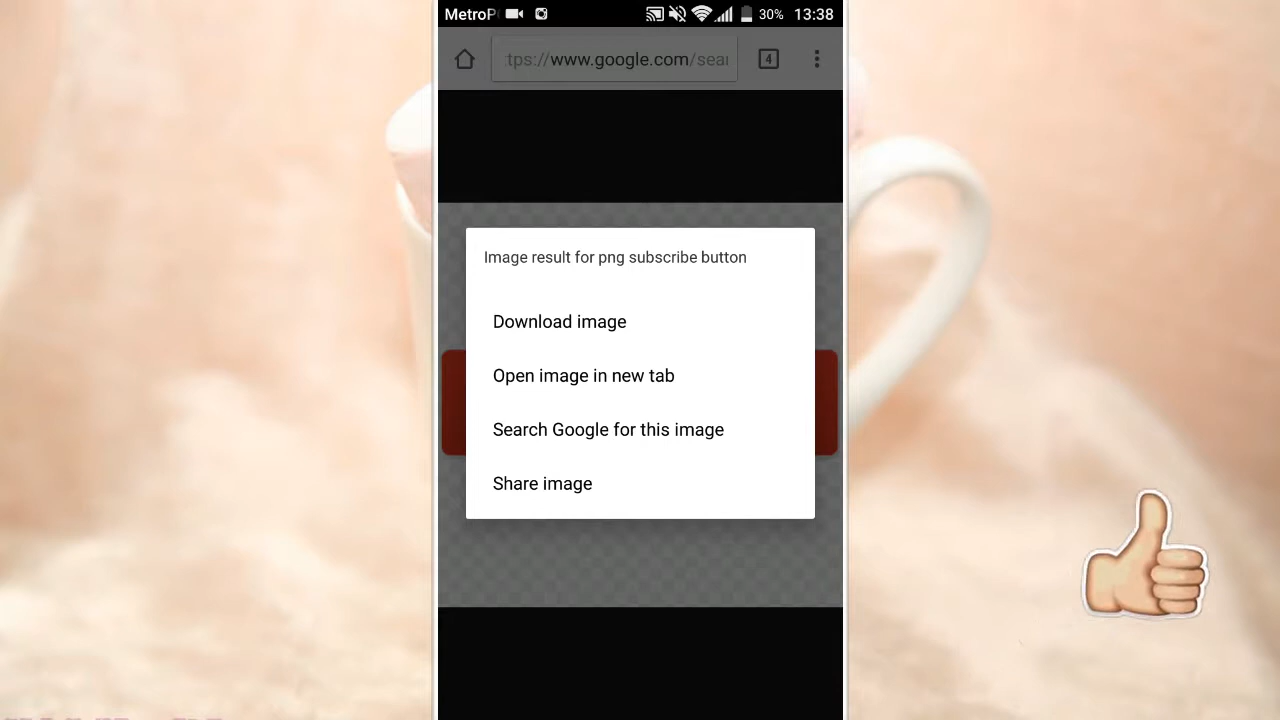 MetroP
30% 13:38
tps://www.google.com/sear
4
Image result for png subscribe button
Download image
Open image in new tab
Search Google for this image
Share image